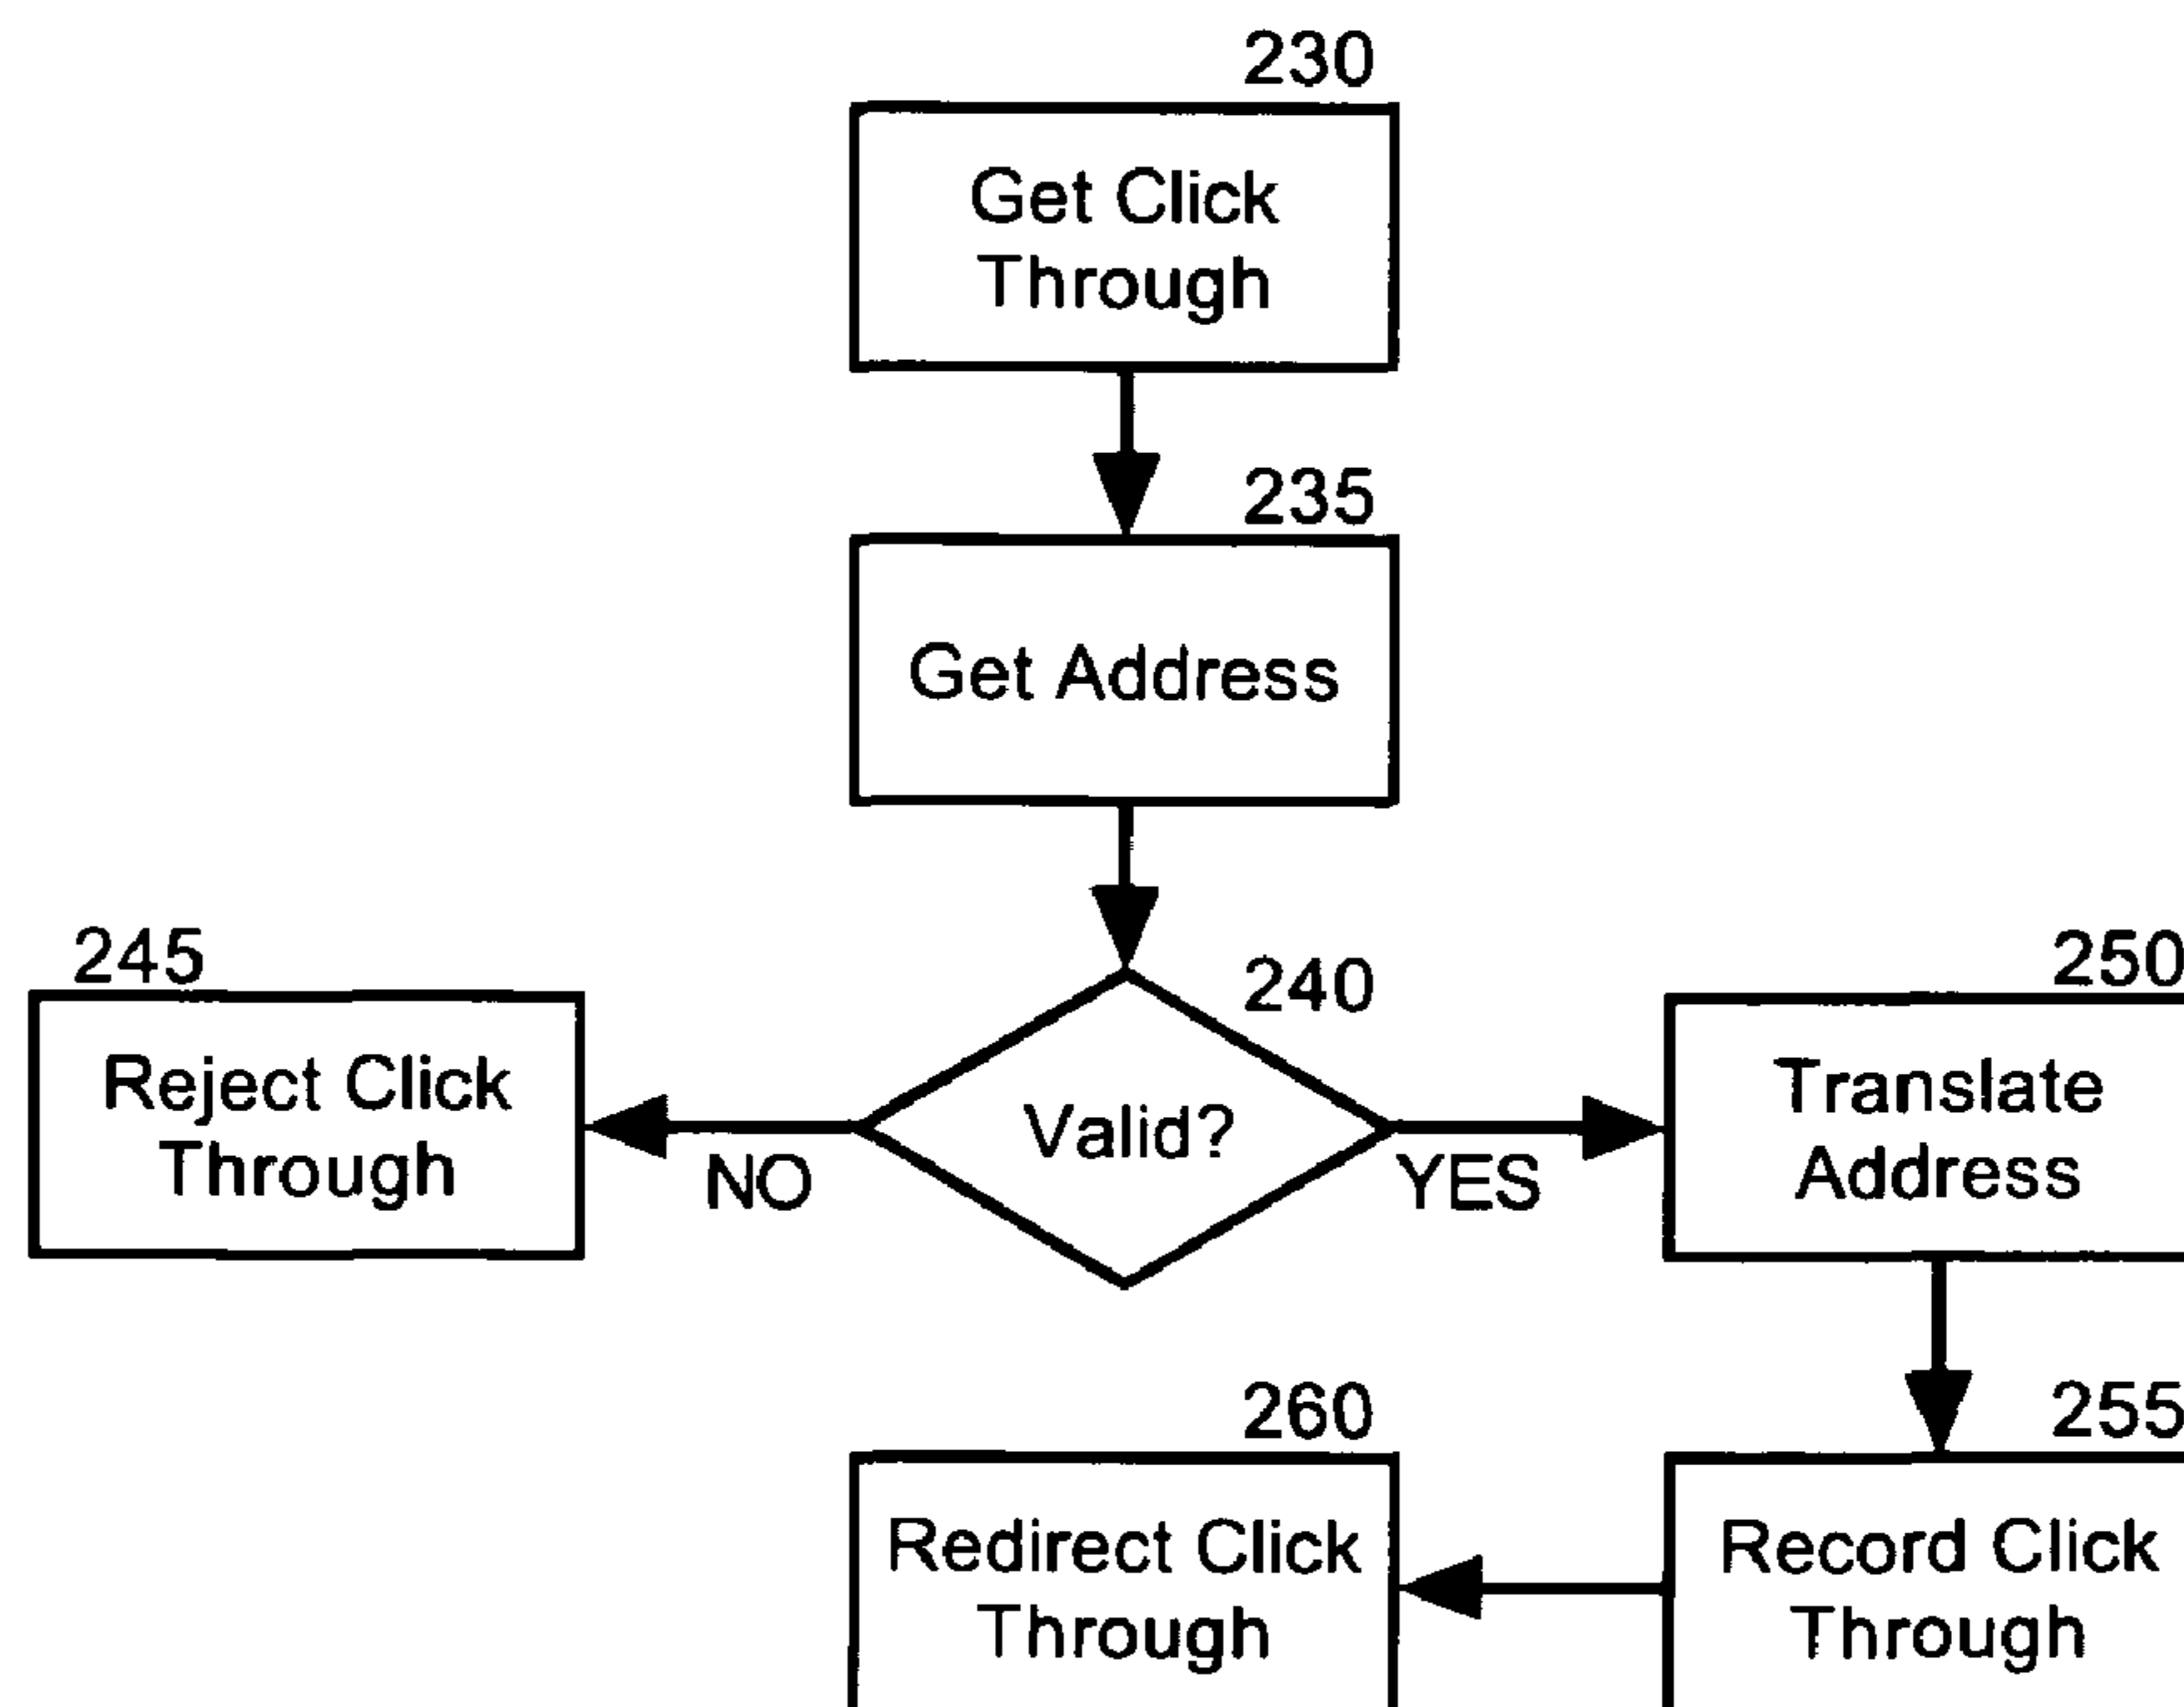 230
Get Click
Through
235
Get Address
240
Valid?
NO
YES
245
Reject Click
Through
250
Translate
Address
255
Record Click
Through
260
Redirect Click
Through